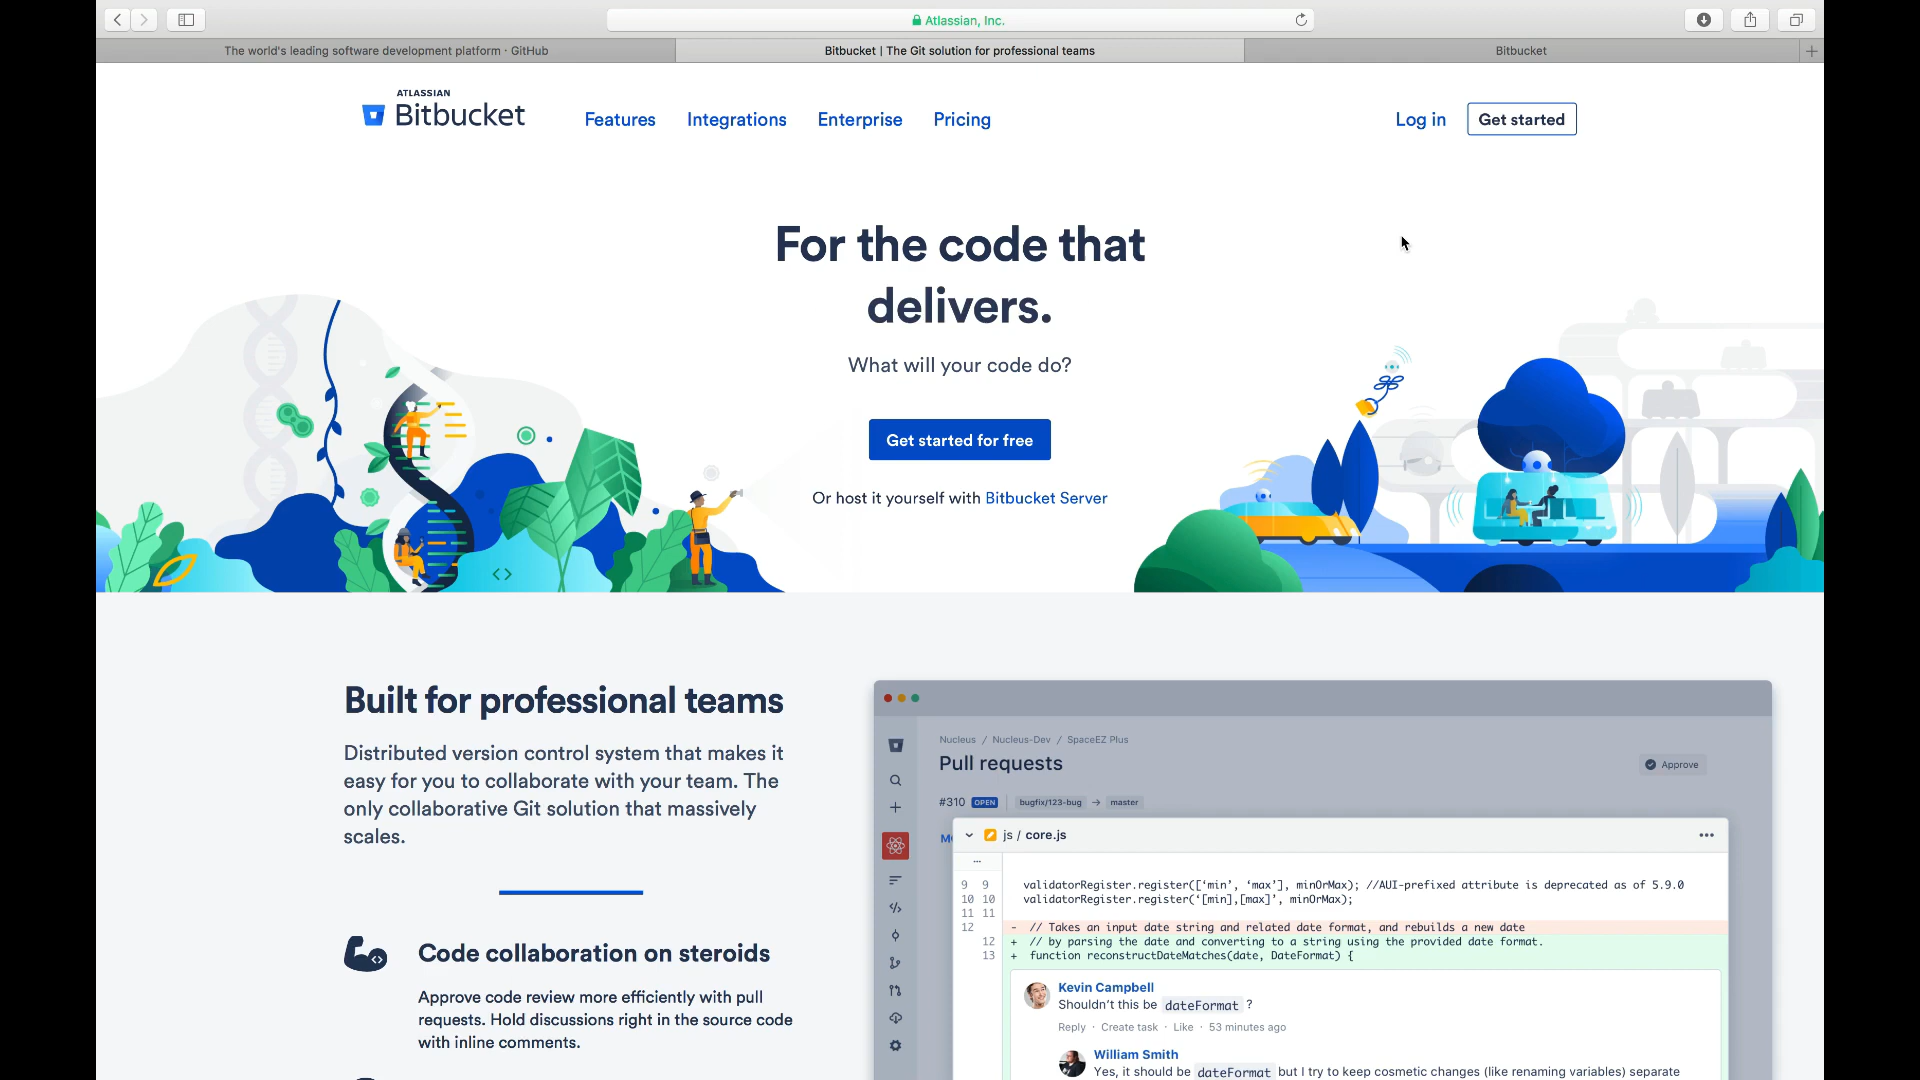 Atlassian, Inc.
The world's leading software development platform · GitHub
Bitbucket | The Git solution for professional teams
Bitbucket
ATLASSIAN
Bitbucket
Features
Integrations
Enterprise
Pricing
Log in
Get started
For the code that
delivers.
What will your code do?
Get started for free
Or host it yourself with Bitbucket Server
Built for professional teams
Distributed version control system that makes it
easy for you to collaborate with your team. The
only collaborative Git solution that massively
scales.
Code collaboration on steroids
Approve code review more efficiently with pull
requests. Hold discussions right in the source code
with inline comments.
Nucleus / Nucleus-Dev / SpaceEZ Plus
Pull requests
Approve
#310 OPEN bugfix/123-bug → master
js / core.js
9 9 validatorRegister.register([‘min’, ‘max’], minOrMax); //AUI-prefixed attribute is deprecated as of 5.9.0
10 10 validatorRegister.register(‘[min],[max]’, minOrMax);
11 11
12 - // Takes an input date string and related date format, and rebuilds a new date
12 + // by parsing the date and converting to a string using the provided date format.
13 + function reconstructDateMatches(date, DateFormat) {
Kevin Campbell
Shouldn’t this be dateFormat ?
Reply · Create task · Like · 53 minutes ago
William Smith
Yes, it should be dateFormat but I try to keep cosmetic changes (like renaming variables) separate